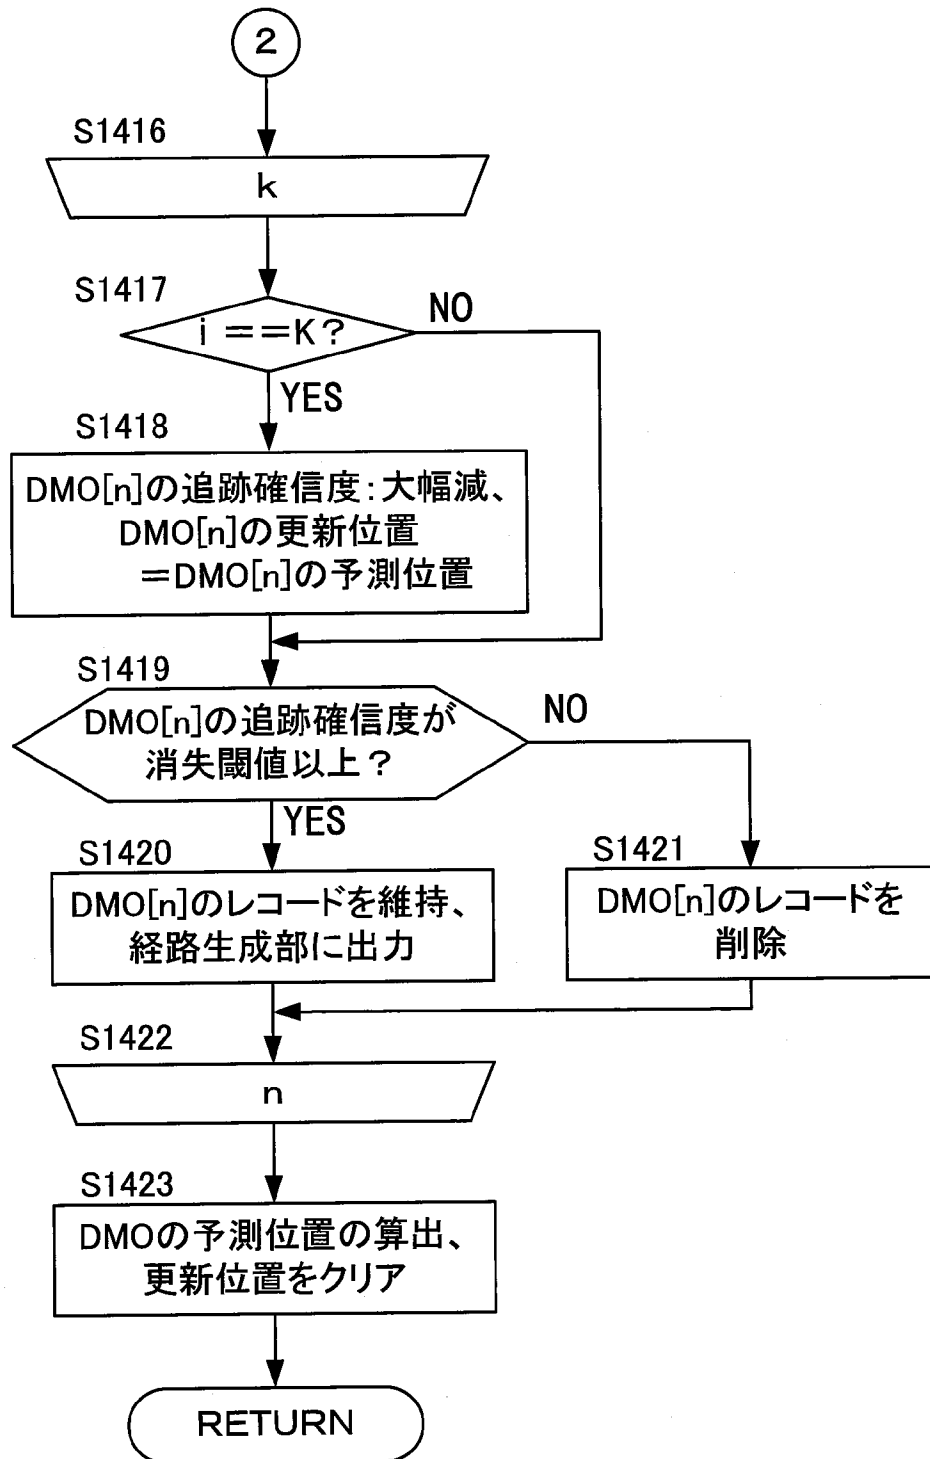 2
S1416
k
S1417
i ==K?
NO
YES
S1418
DMO[n]の追跡確信度:大幅減、
DMO[n]の更新位置
=DMO[n]の予測位置
S1419
DMO[n]の追跡確信度が
消失閾値以上?
NO
YES
S1420
DMO[n]のレコードを維持、
経路生成部に出力
S1421
DMO[n]のレコードを
削除
S1422
n
S1423
DMOの予測位置の算出、
更新位置をクリア
RETURN